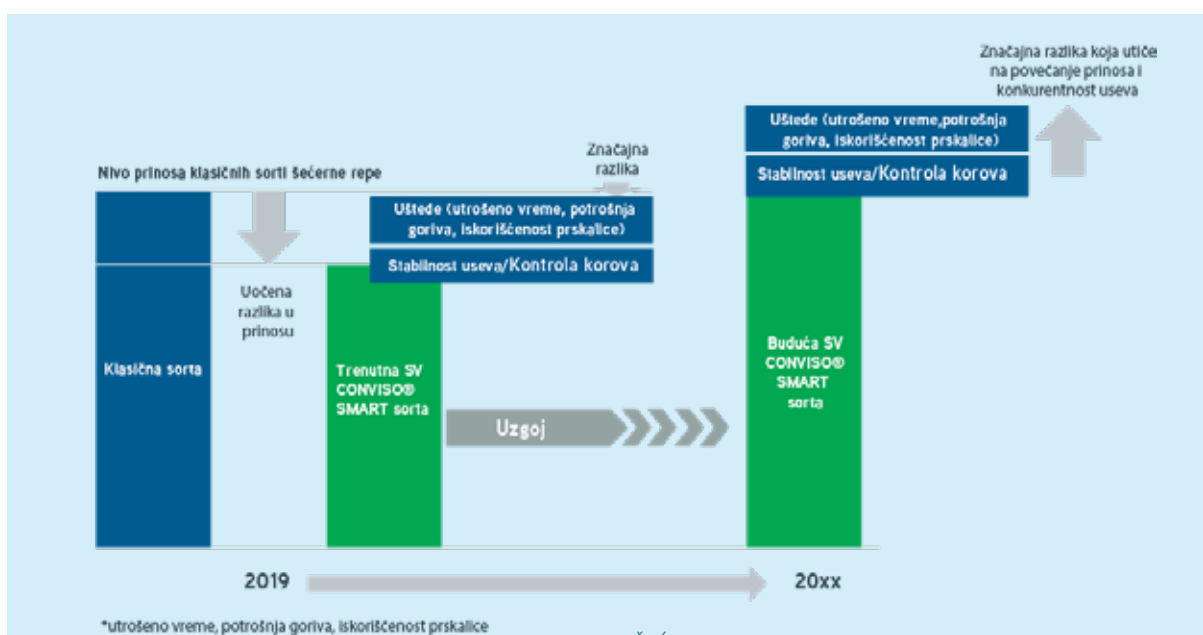 Značajna razlika koja utiče
na povećanje prinosa i
konkurentnost useva
Uštede (utrošeno vreme,potrošnja
goriva, iskorišćenost prskalice)
Stabilnost useva/Kontrola korova
Značajna
razlika
Nivo prinosa klasičnih sorti šećerne repe
Uštede (utrošeno vreme, potrošnja
goriva, iskorišćenost prskalice)
Stabilnost useva/Kontrola korova
Uočena
razlika u
prinosu
Klasična sorta
Trenutna SV
CONVISO®
SMART sorta
Uzgoj
Buduća SV
CONVISO®
SMART
sorta
2019
20xx
*utrošeno vreme, potrošnja goriva, iskorišćenost prskalice